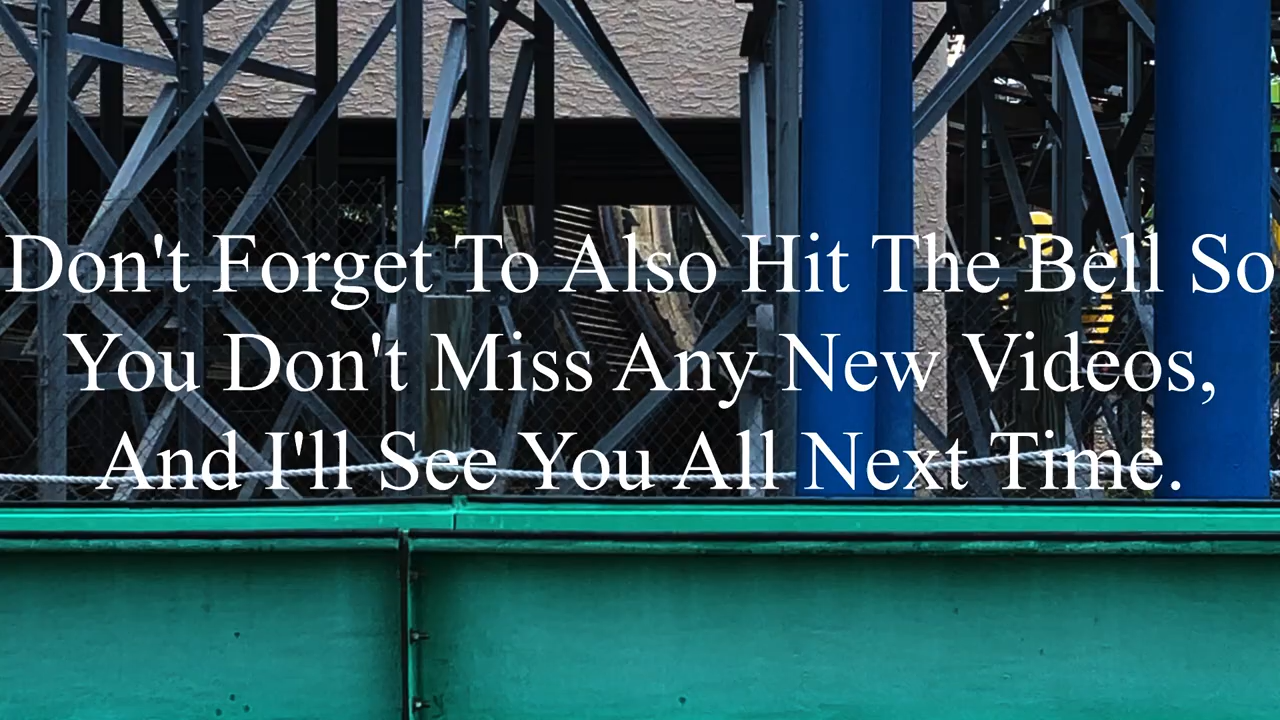 Don't Forget To Also Hit The Bell So
You Don't Miss Any New Videos,
And I'll See You All Next Time.